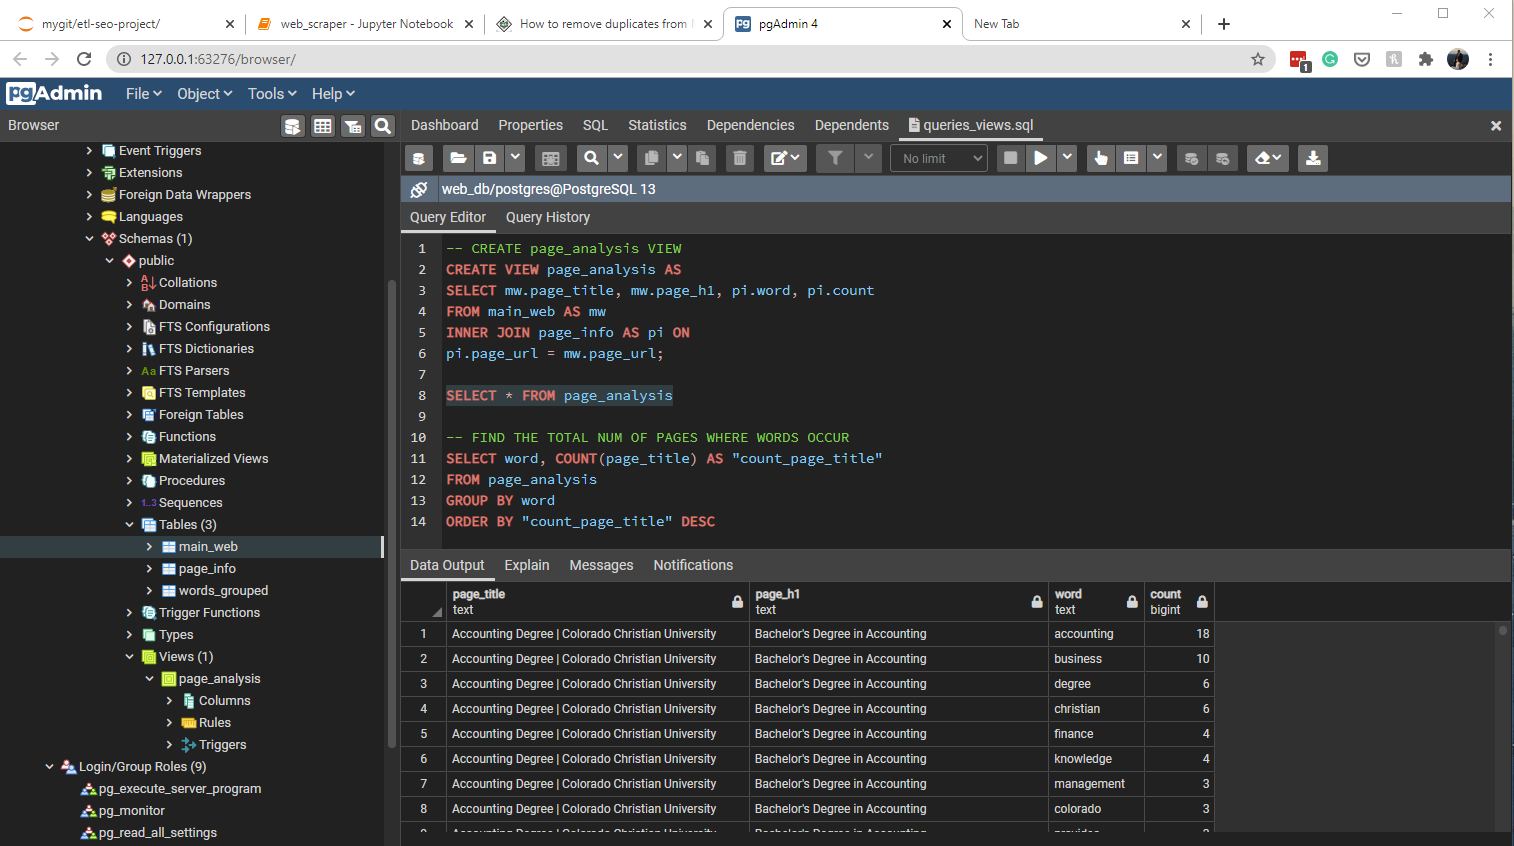 mygit/etl-seo-project/
web_scraper - Jupyter Notebook
How to remove duplicates from
pgAdmin 4
New Tab
127.0.0.1:63276/browser/
1
pgAdmin
File
Object
Tools
Help
Browser
Dashboard
Properties
SQL
Statistics
Dependencies
Dependents
queries_views.sql
No limit
web_db/postgres@PostgreSQL 13
Query Editor
Query History
Event Triggers
Extensions
Foreign Data Wrappers
Languages
Schemas (1)
public
Collations
Domains
FTS Configurations
FTS Dictionaries
Aa FTS Parsers
FTS Templates
Foreign Tables
Functions
Materialized Views
Procedures
1..3 Sequences
Tables (3)
main_web
page_info
words_grouped
Trigger Functions
Types
Views (1)
page_analysis
Columns
Rules
Triggers
Login/Group Roles (9)
pg_execute_server_program
pg_monitor
pg_read_all_settings
1 -- CREATE page_analysis VIEW
2 CREATE VIEW page_analysis AS
3 SELECT mw.page_title, mw.page_h1, pi.word, pi.count
4 FROM main_web AS mw
5 INNER JOIN page_info AS pi ON
6 pi.page_url = mw.page_url;
7
8 SELECT * FROM page_analysis
9
10 -- FIND THE TOTAL NUM OF PAGES WHERE WORDS OCCUR
11 SELECT word, COUNT(page_title) AS "count_page_title"
12 FROM page_analysis
13 GROUP BY word
14 ORDER BY "count_page_title" DESC
Data Output
Explain
Messages
Notifications
page_title page_h1 word count
text text text bigint
1 Accounting Degree | Colorado Christian University Bachelor's Degree in Accounting accounting 18
2 Accounting Degree | Colorado Christian University Bachelor's Degree in Accounting business 10
3 Accounting Degree | Colorado Christian University Bachelor's Degree in Accounting degree 6
4 Accounting Degree | Colorado Christian University Bachelor's Degree in Accounting christian 6
5 Accounting Degree | Colorado Christian University Bachelor's Degree in Accounting finance 4
6 Accounting Degree | Colorado Christian University Bachelor's Degree in Accounting knowledge 4
7 Accounting Degree | Colorado Christian University Bachelor's Degree in Accounting management 3
8 Accounting Degree | Colorado Christian University Bachelor's Degree in Accounting colorado 3